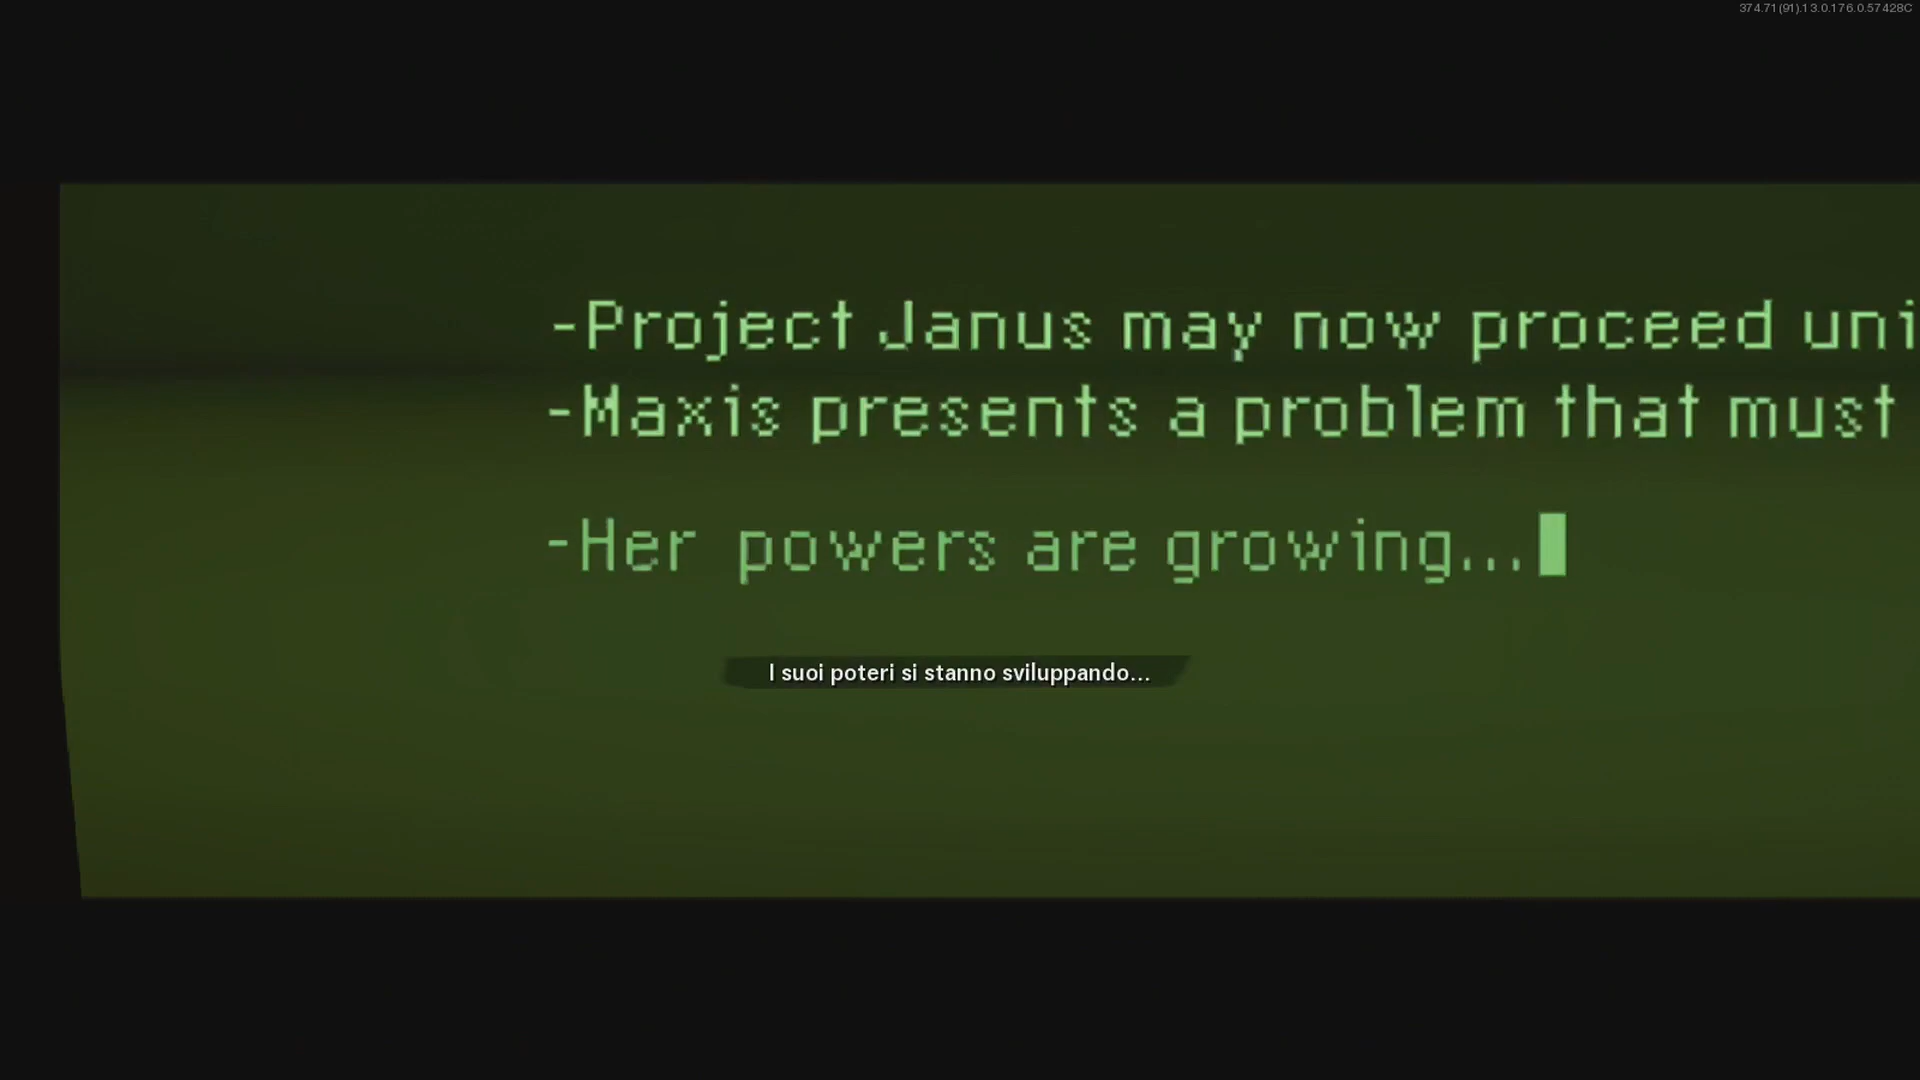 374.71(91).13.0.176.0.57428C
-Project Janus may now proceed uni
-Maxis presents a problem that must
-Her powers are growing...
I suoi poteri si stanno sviluppando...